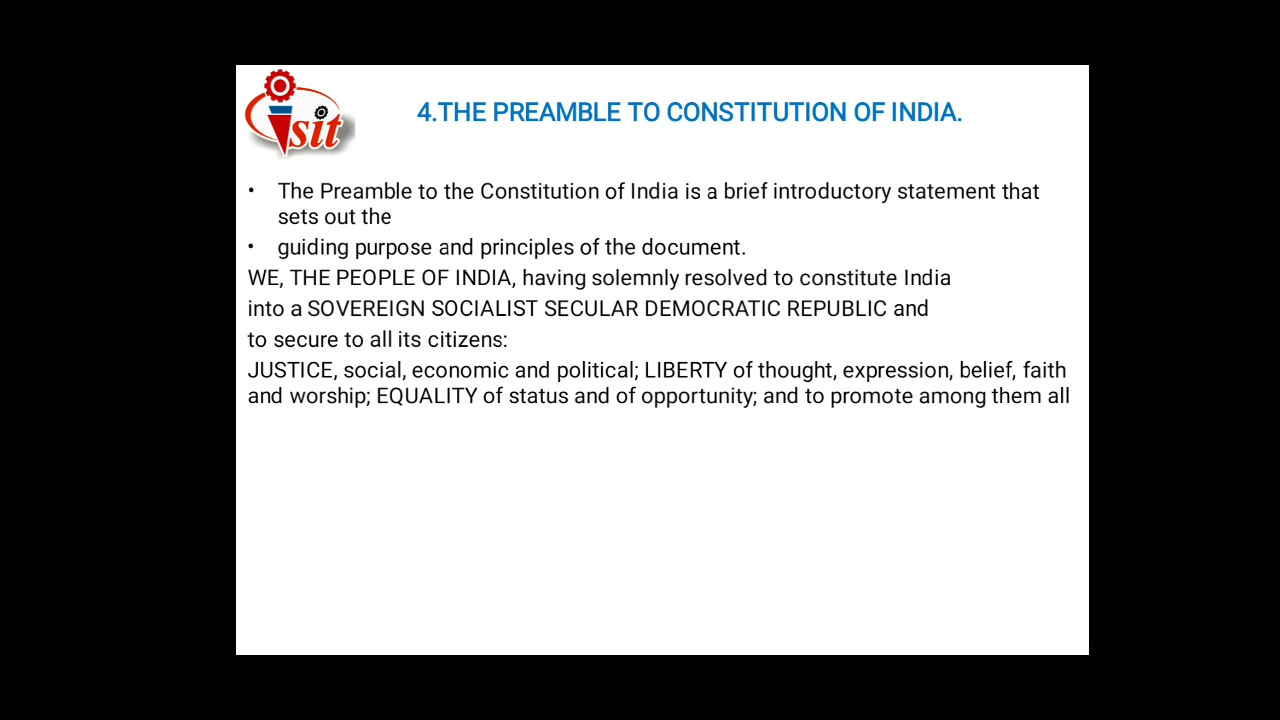 isit
4.THE PREAMBLE TO CONSTITUTION OF INDIA.
• The Preamble to the Constitution of India is a brief introductory statement that
sets out the
• guiding purpose and principles of the document.
WE, THE PEOPLE OF INDIA, having solemnly resolved to constitute India
into a SOVEREIGN SOCIALIST SECULAR DEMOCRATIC REPUBLIC and
to secure to all its citizens:
JUSTICE, social, economic and political; LIBERTY of thought, expression, belief, faith
and worship; EQUALITY of status and of opportunity; and to promote among them all